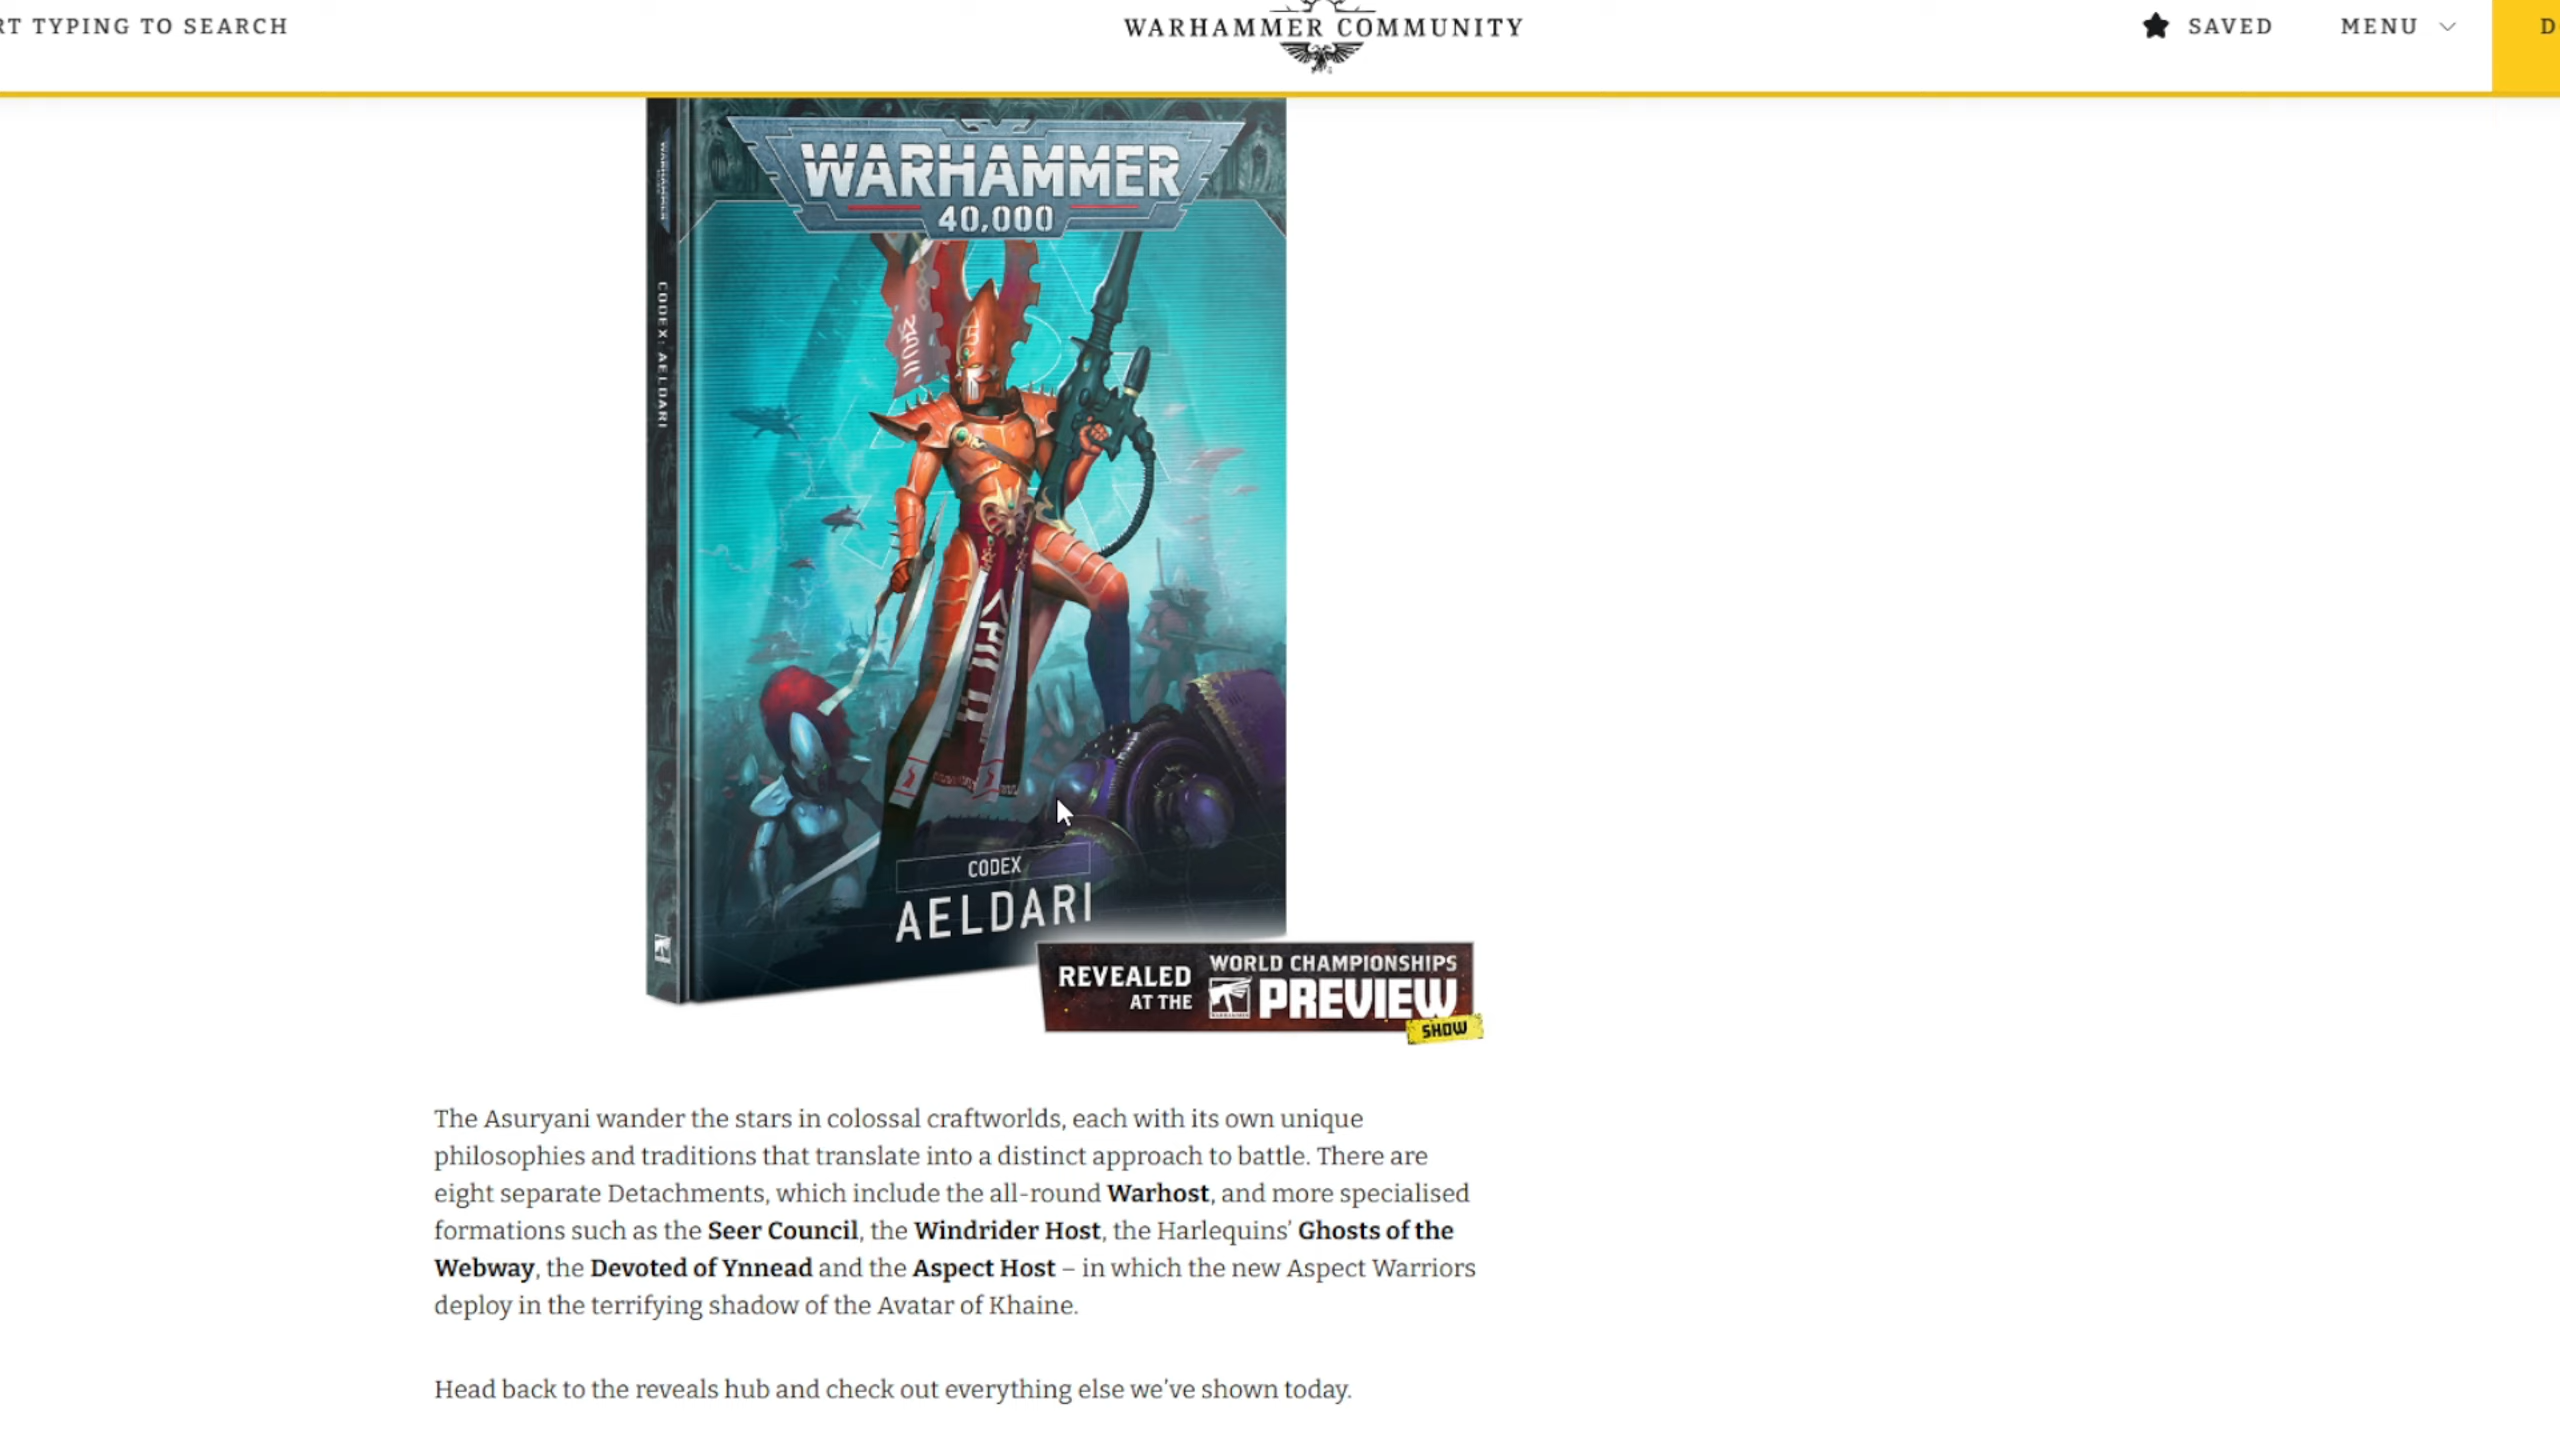 RT TYPING TO SEARCH
WARHAMMER COMMUNITY
SAVED
MENU
D
WARHAMMER
40,000
CODEX: AELDARI
CODEX
AELDARI
REVEALED
AT THE
WORLD CHAMPIONSHIPS
PREVIEW
SHOW
The Asuryani wander the stars in colossal craftworlds, each with its own unique
philosophies and traditions that translate into a distinct approach to battle. There are
eight separate Detachments, which include the all-round Warhost, and more specialised
formations such as the Seer Council, the Windrider Host, the Harlequins’ Ghosts of the
Webway, the Devoted of Ynnead and the Aspect Host – in which the new Aspect Warriors
deploy in the terrifying shadow of the Avatar of Khaine.
Head back to the reveals hub and check out everything else we’ve shown today.